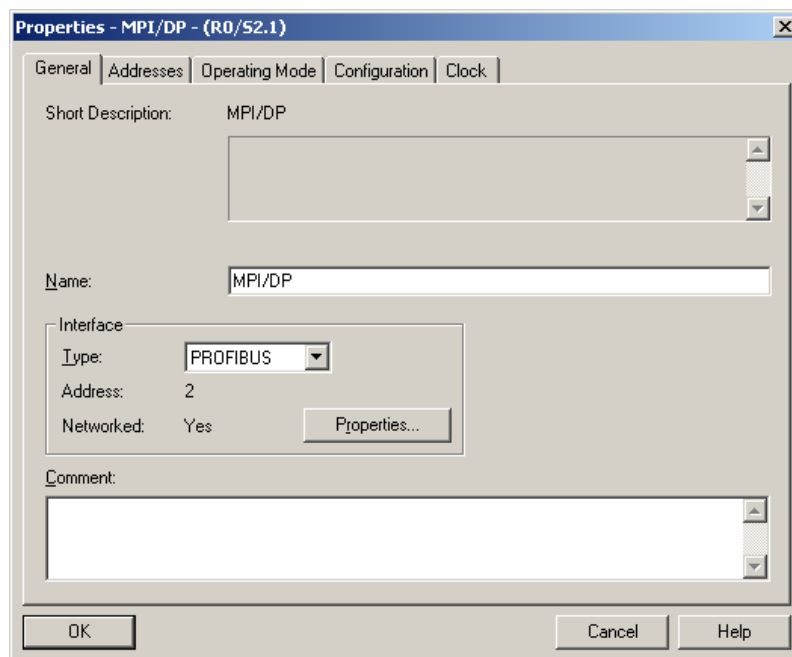 Properties - MPI/DP - (R0/S2.1)
General Addresses Operating Mode Configuration Clock
Short Description: MPI/DP
Name: MPI/DP
Interface
Type: PROFIBUS
Address: 2
Networked: Yes Properties...
Comment:
OK Cancel Help